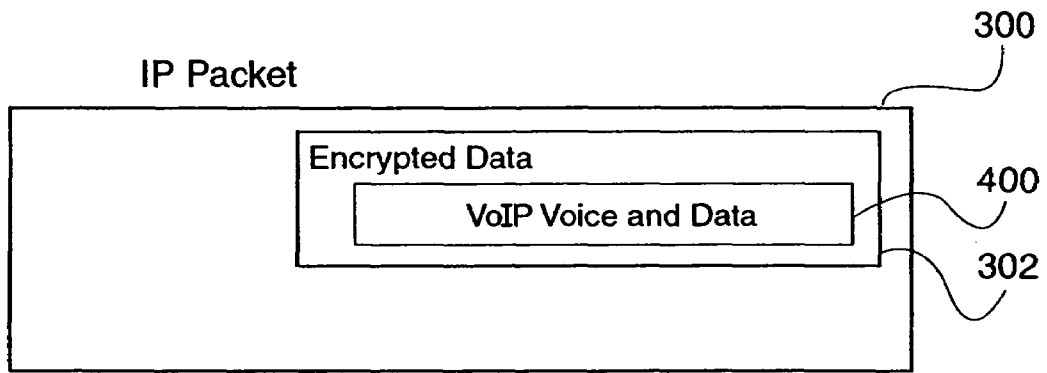 300
IP Packet
Encrypted Data
VoIP Voice and Data
400
302